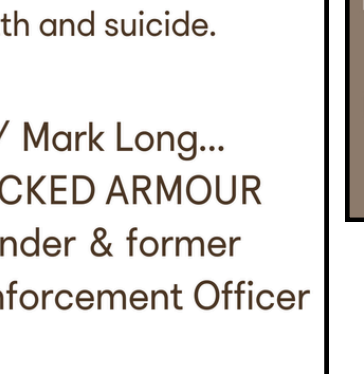 th and suicide.
/ Mark Long...
CKED ARMOUR
nder & former
nforcement Officer